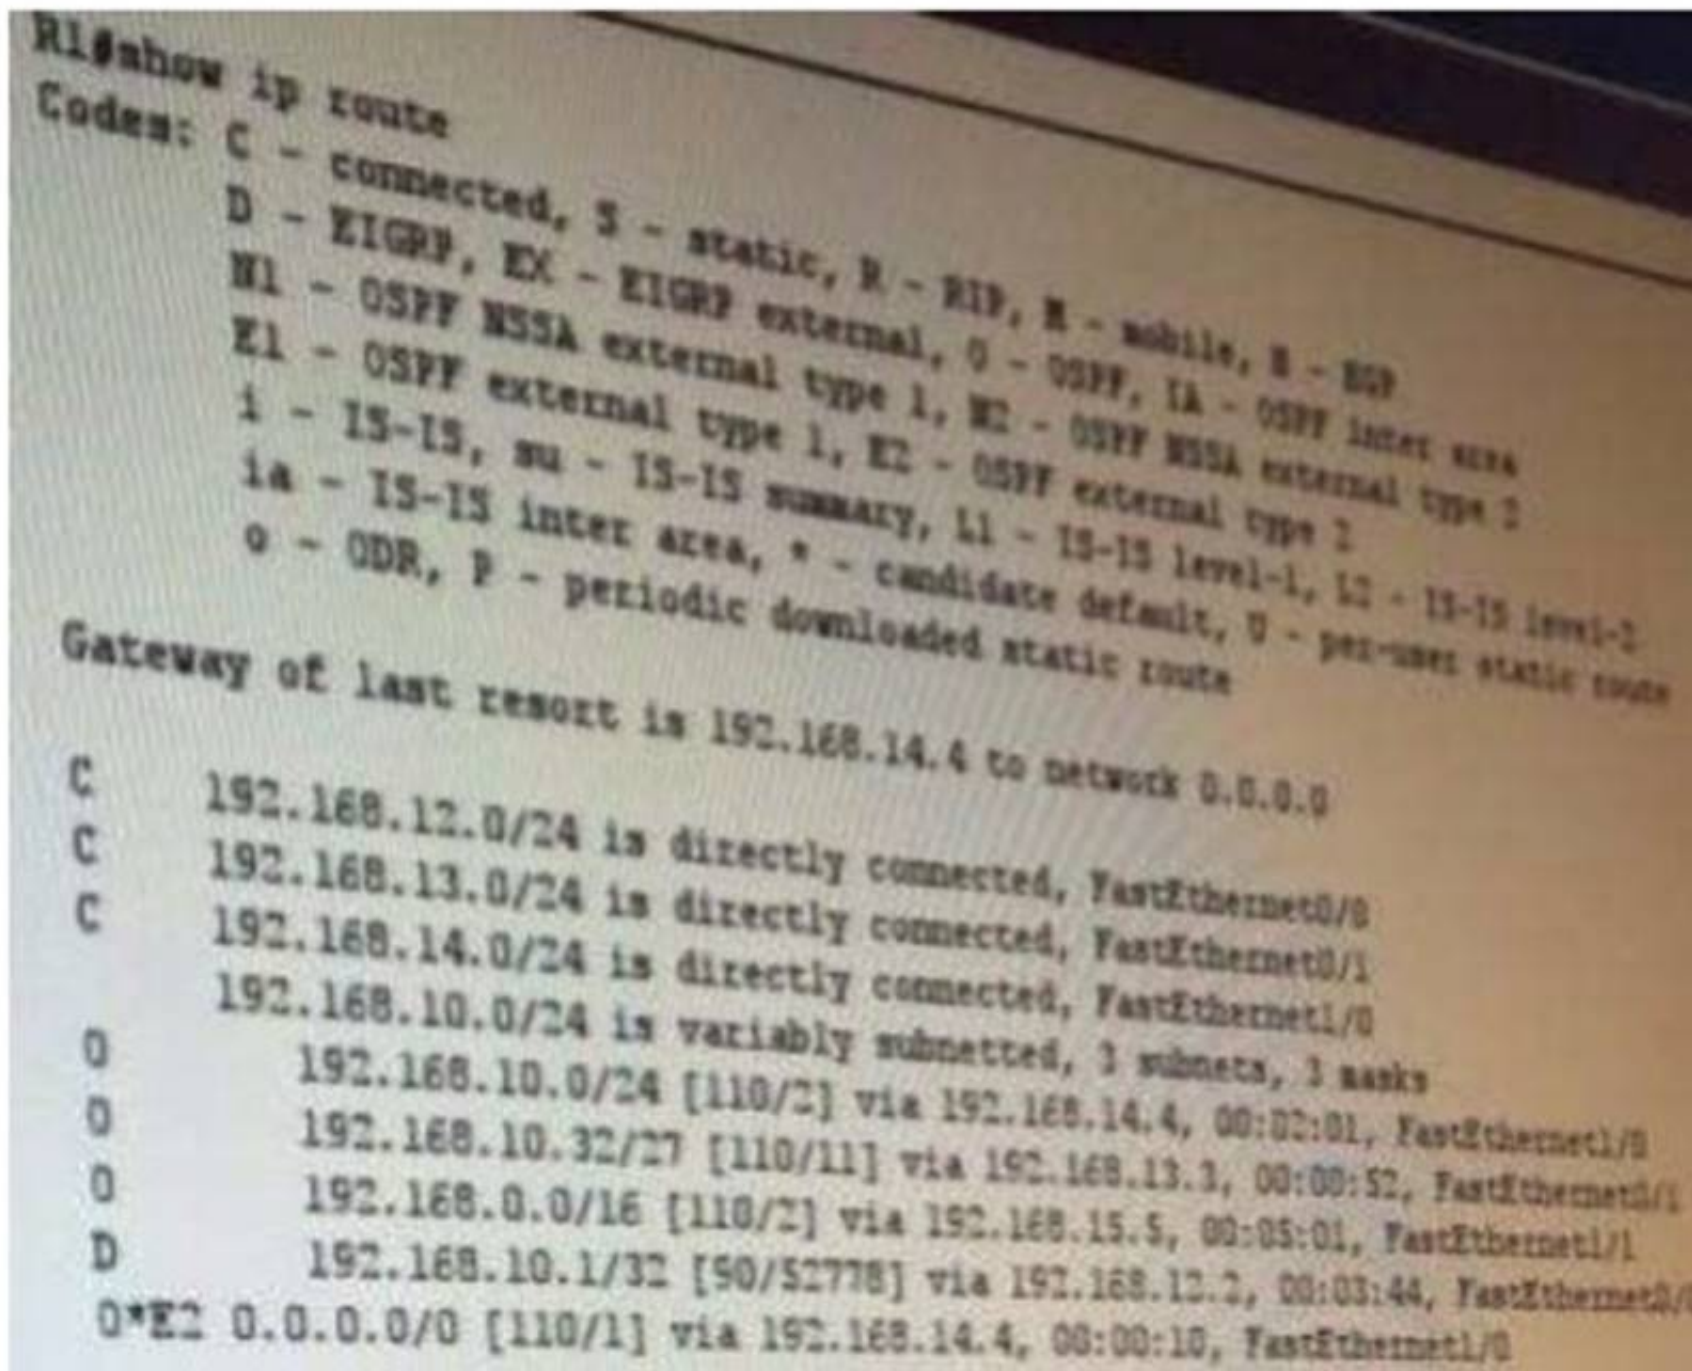 R1#show ip route
Codes: C - connected, S - static, R - RIP, M - mobile, B - BGP
D - EIGRP, EX - EIGRP external, O - OSPF, IA - OSPF inter area
N1 - OSPF NSSA external type 1, N2 - OSPF NSSA external type 2
E1 - OSPF external type 1, E2 - OSPF external type 2
i - IS-IS, su - IS-IS summary, L1 - IS-IS level-1, L2 - IS-IS level-2
ia - IS-IS inter area, * - candidate default, U - per-user static route
o - ODR, P - periodic downloaded static route
Gateway of last resort is 192.168.14.4 to network 0.0.0.0
C 192.168.12.0/24 is directly connected, FastEthernet0/0
C 192.168.13.0/24 is directly connected, FastEthernet0/1
C 192.168.14.0/24 is directly connected, FastEthernet1/0
192.168.10.0/24 is variably subnetted, 3 subnets, 3 masks
O 192.168.10.0/24 [110/2] via 192.168.14.4, 00:02:01, FastEthernet1/0
O 192.168.10.32/27 [110/11] via 192.168.13.3, 00:00:52, FastEthernet0/1
O 192.168.0.0/16 [110/2] via 192.168.15.5, 00:05:01, FastEthernet1/1
D 192.168.10.1/32 [90/52778] via 192.168.12.2, 00:03:44, FastEthernet0/0
O*E2 0.0.0.0/0 [110/1] via 192.168.14.4, 00:00:10, FastEthernet1/0